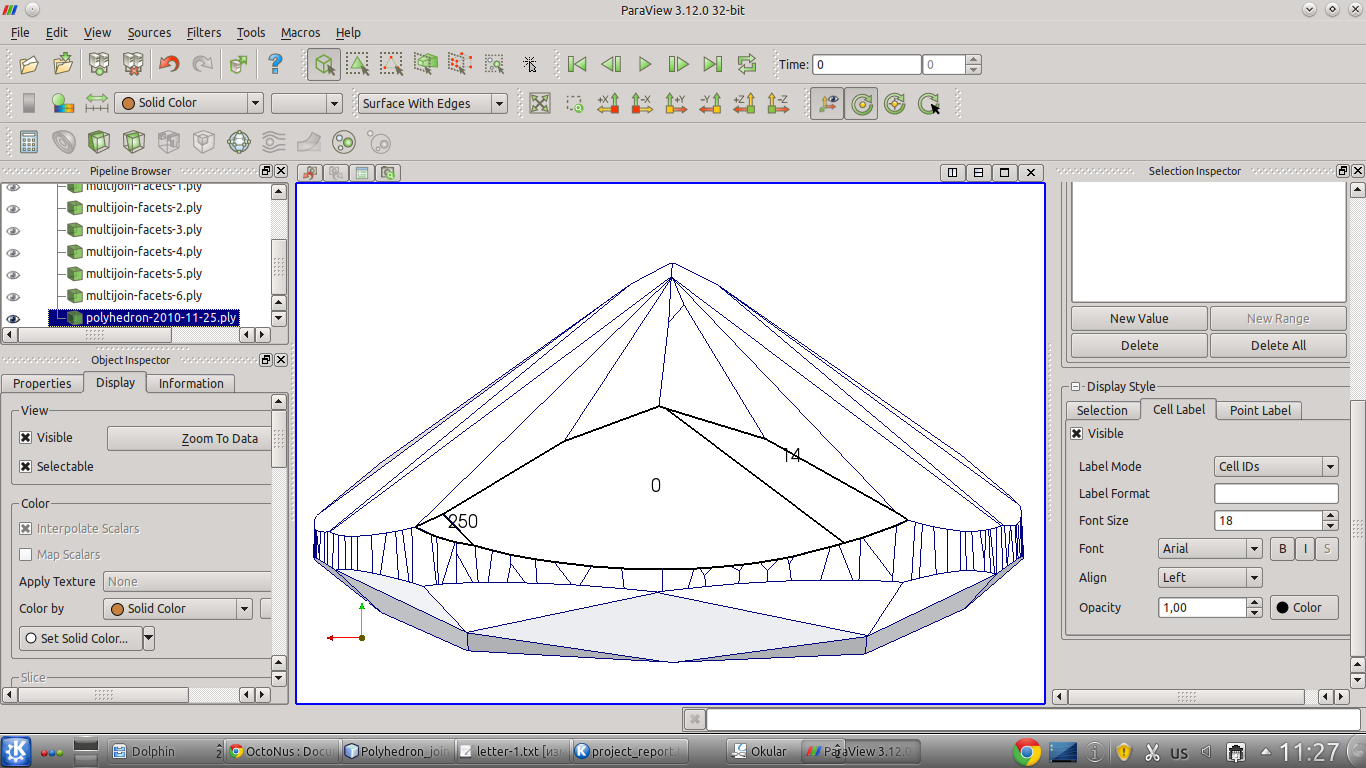 ParaView 3.12.0 32-bit
File Edit View Sources Filters Tools Macros Help
Time: 0 0
Solid Color Surface With Edges +X -X +Y -Y +Z -Z
Pipeline Browser
multijoin-facets-1.ply
multijoin-facets-2.ply
multijoin-facets-3.ply
multijoin-facets-4.ply
multijoin-facets-5.ply
multijoin-facets-6.ply
polyhedron-2010-11-25.ply
Object Inspector
Properties Display Information
View
Visible Zoom To Data
Selectable
Color
Interpolate Scalars
Map Scalars
Apply Texture None
Color by Solid Color
Set Solid Color...
Slice
14
0
250
Selection Inspector
New Value New Range
Delete Delete All
Display Style
Selection Cell Label Point Label
Visible
Label Mode Cell IDs
Label Format
Font Size 18
Font Arial B I S
Align Left
Opacity 1,00 Color
Dolphin 2 OctoNus : Docu Polyhedron_joi letter-1.txt [из project_report. Okular 2 ParaView 3.12.0 us 11:27